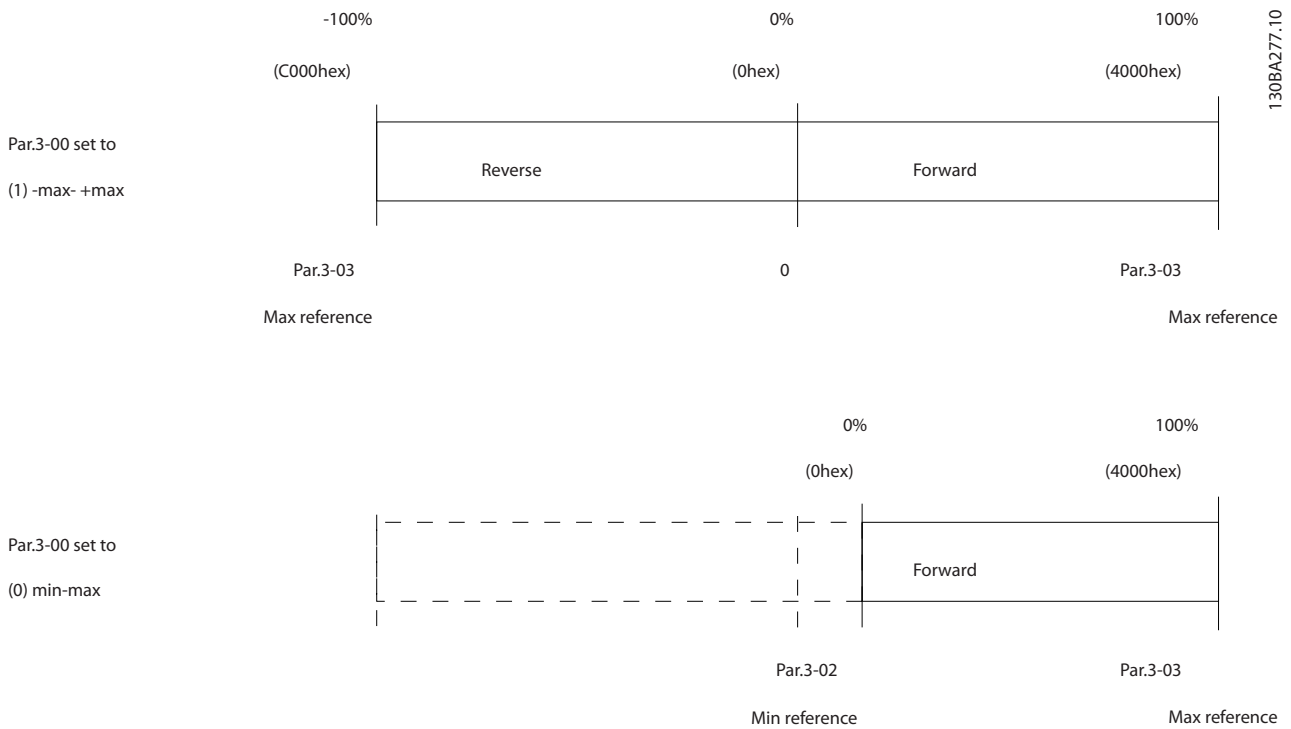 -100% 0% 100%
(C000hex) (0hex) (4000hex)
130BA277.10
Par.3-00 set to
(1) -max- +max
Reverse Forward
Par.3-03 0 Par.3-03
Max reference Max reference
0% 100%
(0hex) (4000hex)
Par.3-00 set to
(0) min-max
Forward
Par.3-02 Par.3-03
Min reference Max reference